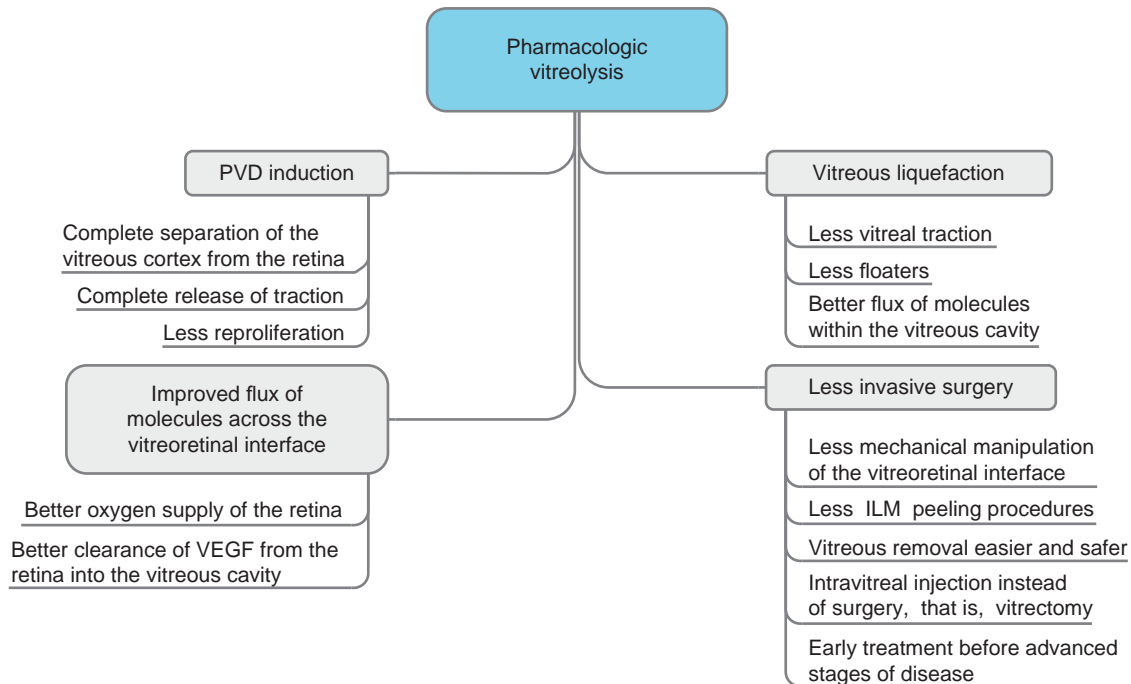 Pharmacologic
vitreolysis
PVD induction
Complete separation of the
vitreous cortex from the retina
Complete release of traction
Less reproliferation
Improved flux of
molecules across the
vitreoretinal interface
Better oxygen supply of the retina
Better clearance of VEGF from the
retina into the vitreous cavity
Vitreous liquefaction
Less vitreal traction
Less floaters
Better flux of molecules
within the vitreous cavity
Less invasive surgery
Less mechanical manipulation
of the vitreoretinal interface
Less ILM peeling procedures
Vitreous removal easier and safer
Intravitreal injection instead
of surgery, that is, vitrectomy
Early treatment before advanced
stages of disease